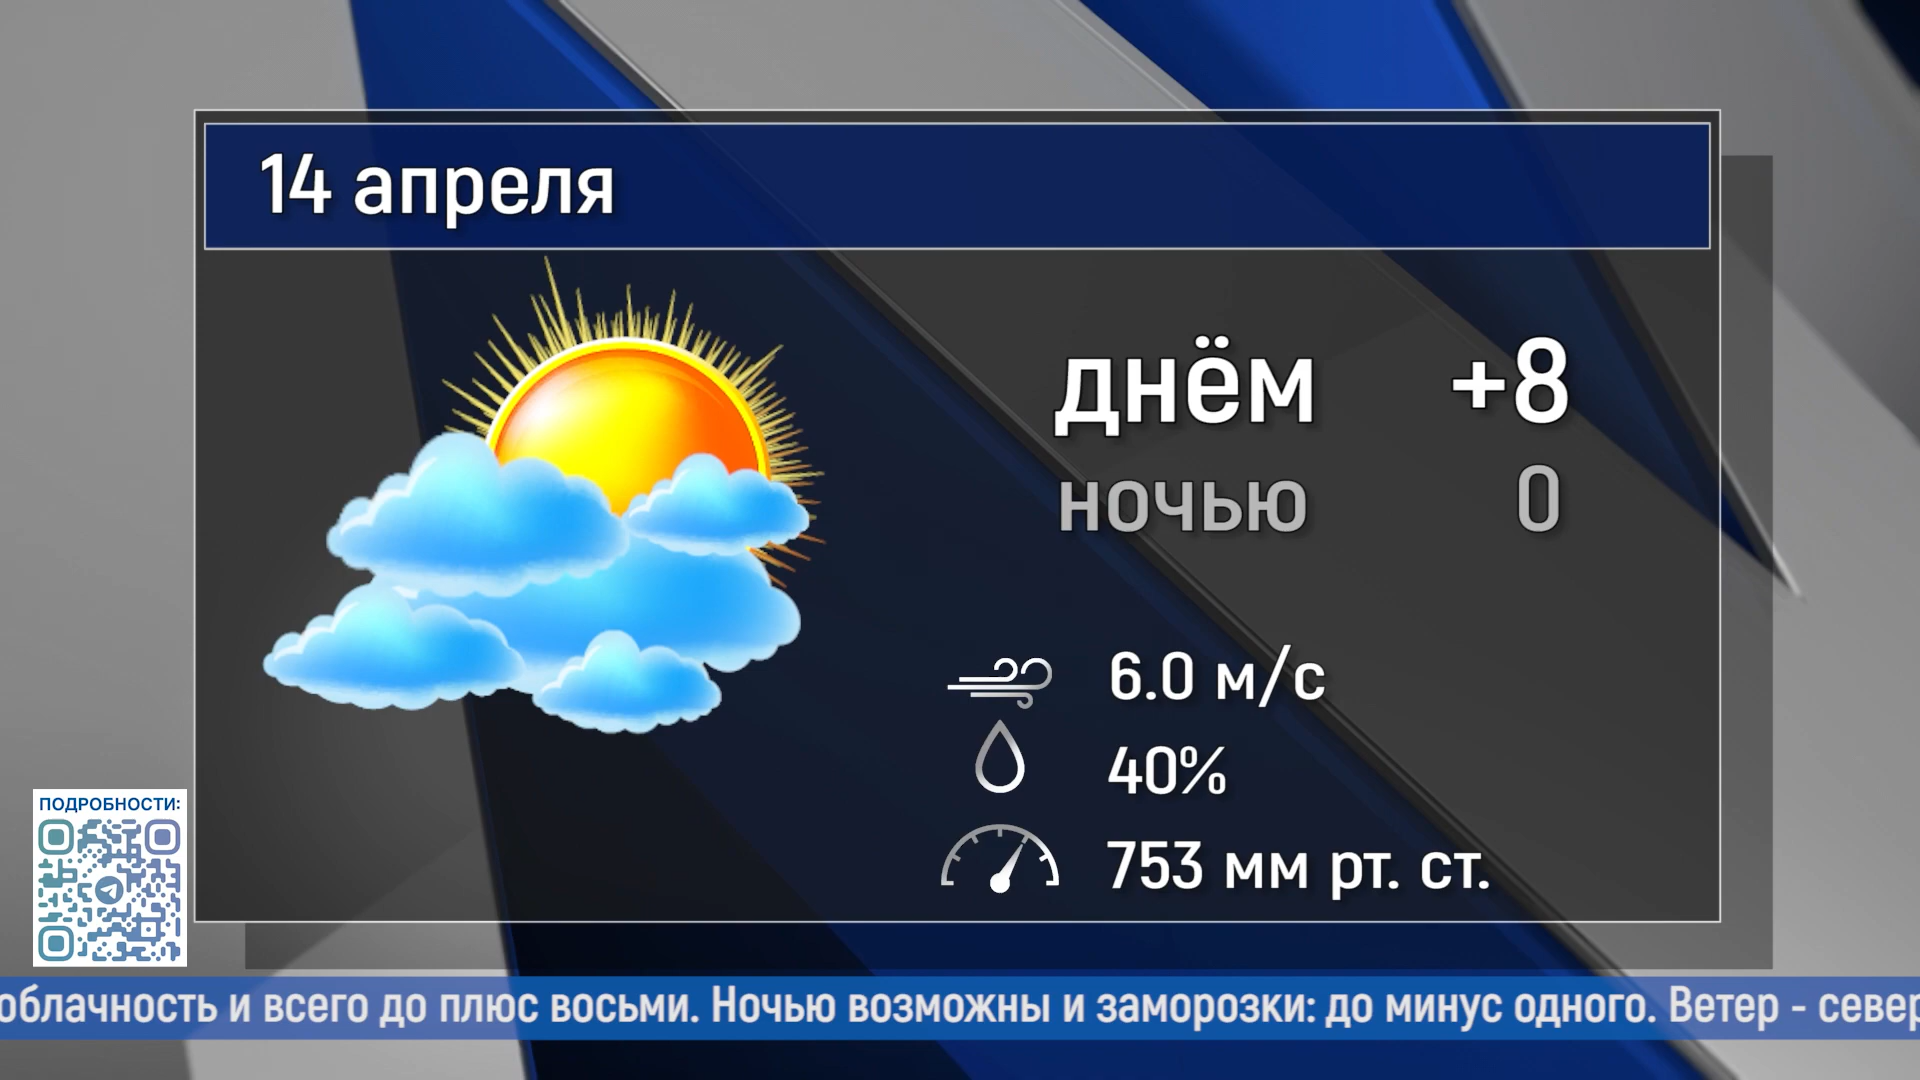 14 апреля
днём +8
ночью 0
6.0 м/с
40%
753 мм рт. ст.
ПОДРОБНОСТИ:
облачность и всего до плюс восьми. Ночью возможны и заморозки: до минус одного. Ветер - север